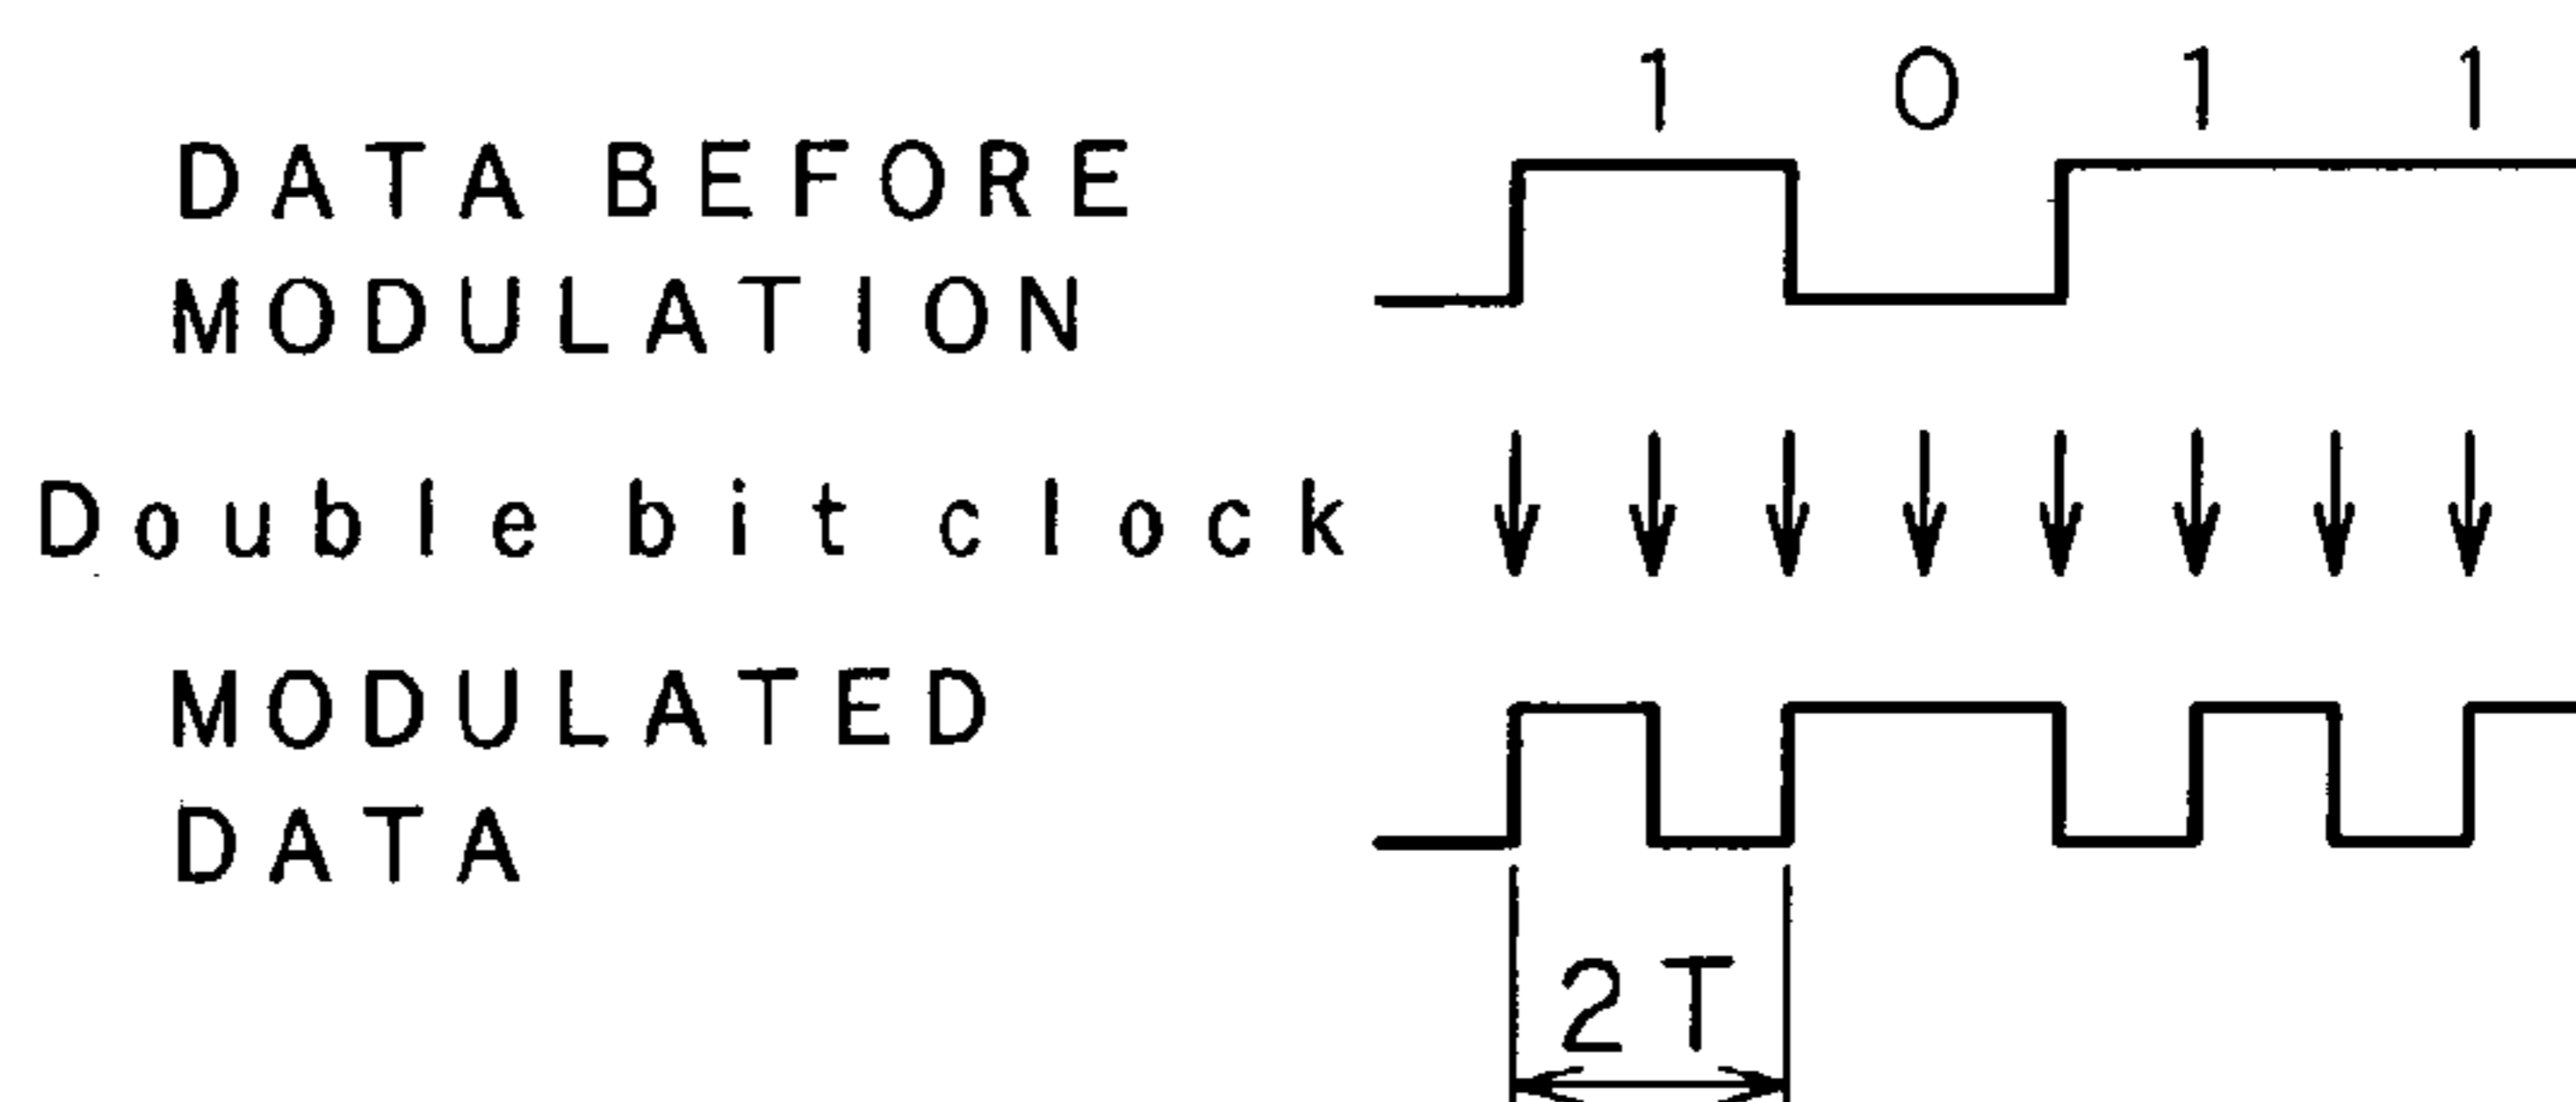 1 0 1 1
DATA BEFORE
MODULATION
Double bit clock
MODULATED
DATA
2T